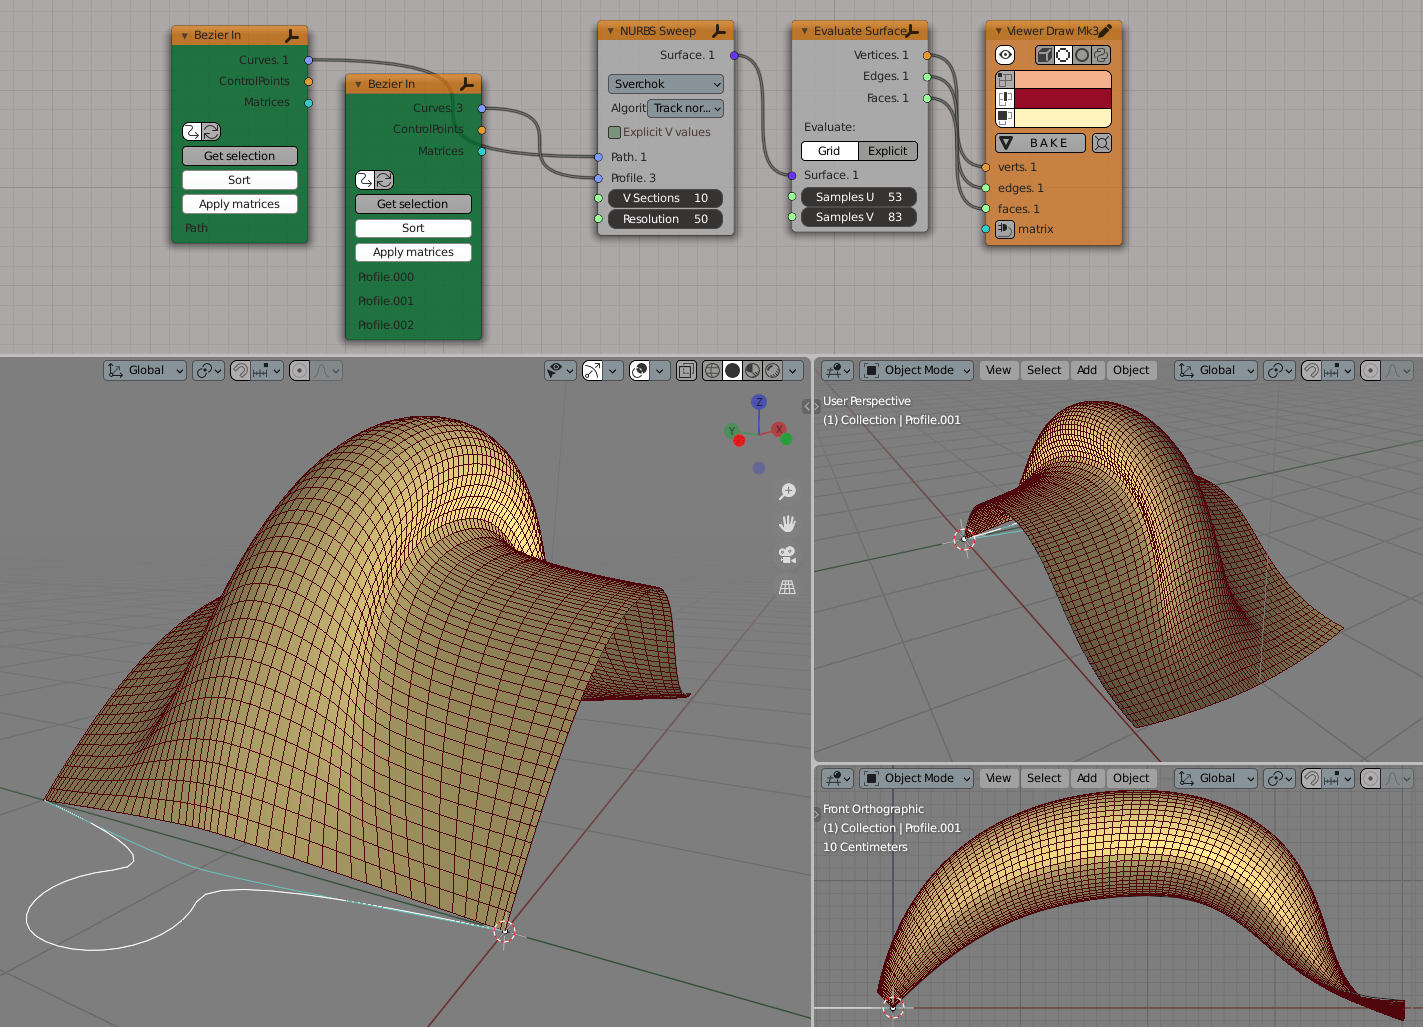 Bezier In
Curves. 1
ControlPoints
Matrices
Get selection
Sort
Apply matrices
Path
Bezier In
Curves. 3
ControlPoints
Matrices
Get selection
Sort
Apply matrices
Profile.000
Profile.001
Profile.002
NURBS Sweep
Surface. 1
Sverchok
Algorit Track nor...
Explicit V values
Path. 1
Profile. 3
V Sections 10
Resolution 50
Evaluate Surface
Vertices. 1
Edges. 1
Faces. 1
Evaluate:
Grid Explicit
Surface. 1
Samples U 53
Samples V 83
Viewer Draw Mk3
BAKE
verts. 1
edges. 1
faces. 1
matrix
Global
Z
Y X
Object Mode View Select Add Object Global
User Perspective
(1) Collection | Profile.001
Object Mode View Select Add Object Global
Front Orthographic
(1) Collection | Profile.001
10 Centimeters